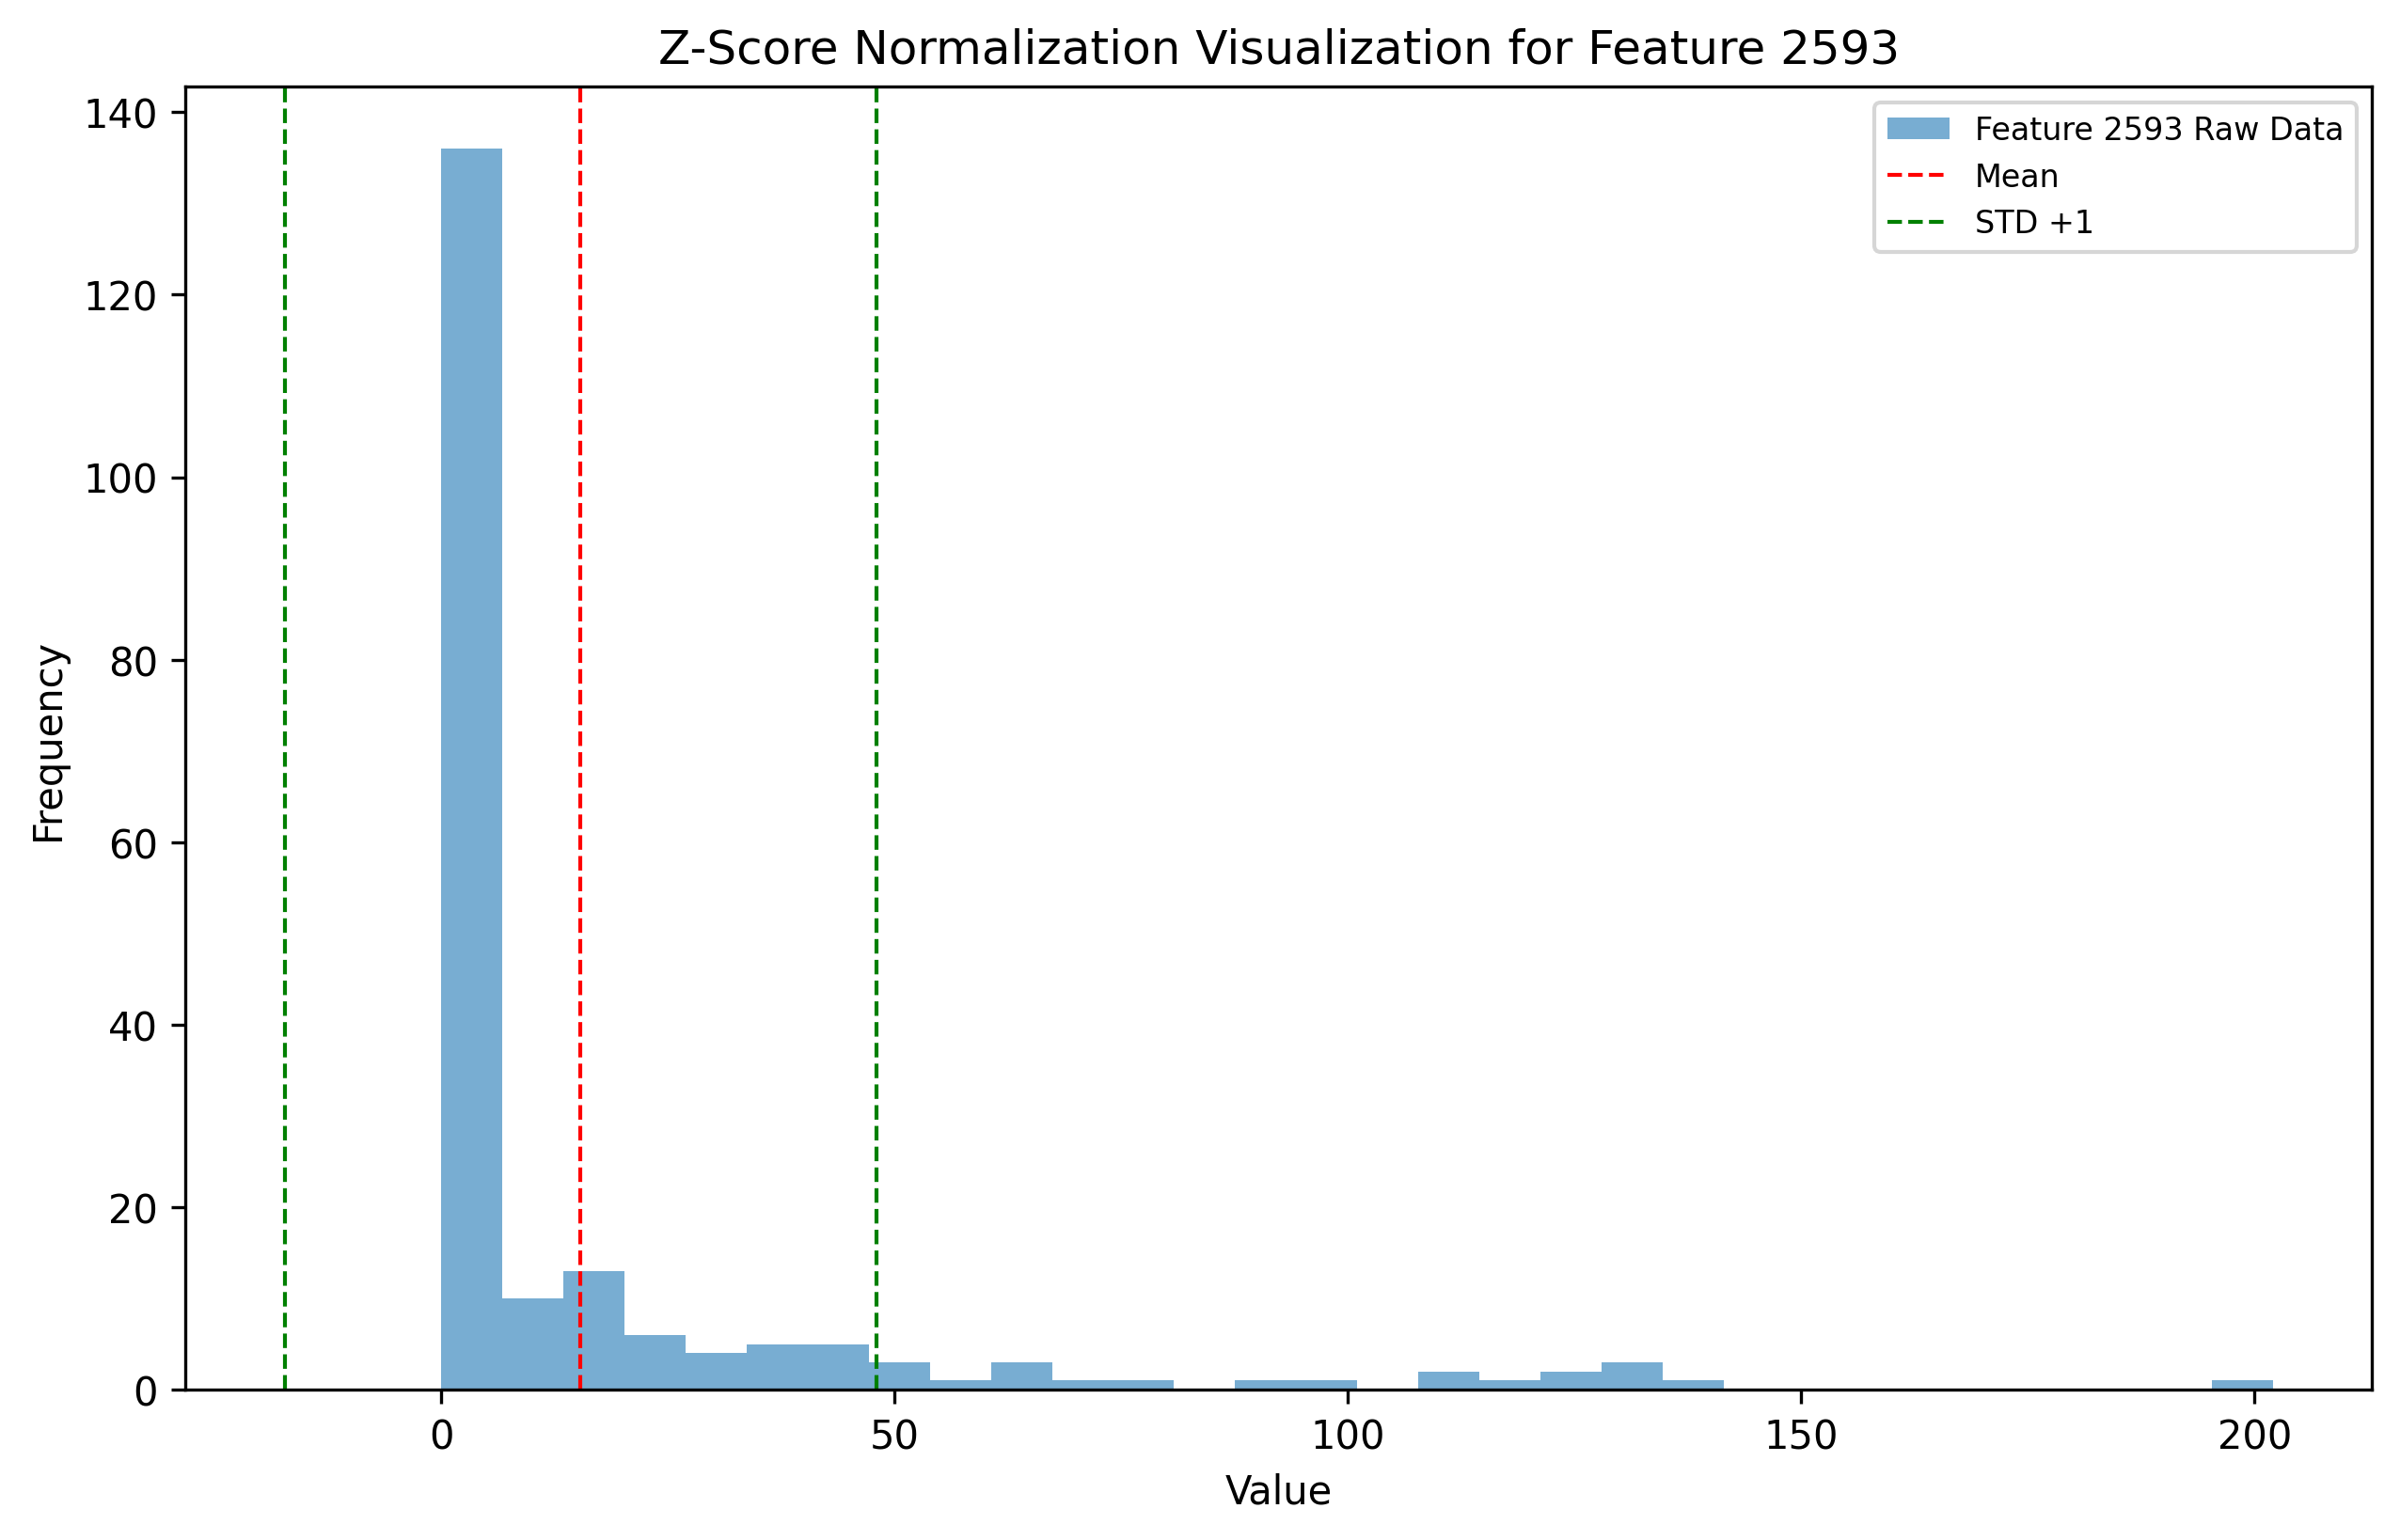 Z-Score Normalization Visualization for Feature 2593
Feature 2593 Raw Data
Mean
STD +1
140
120
100
80
60
40
20
0
Frequency
0 50 100 150 200
Value